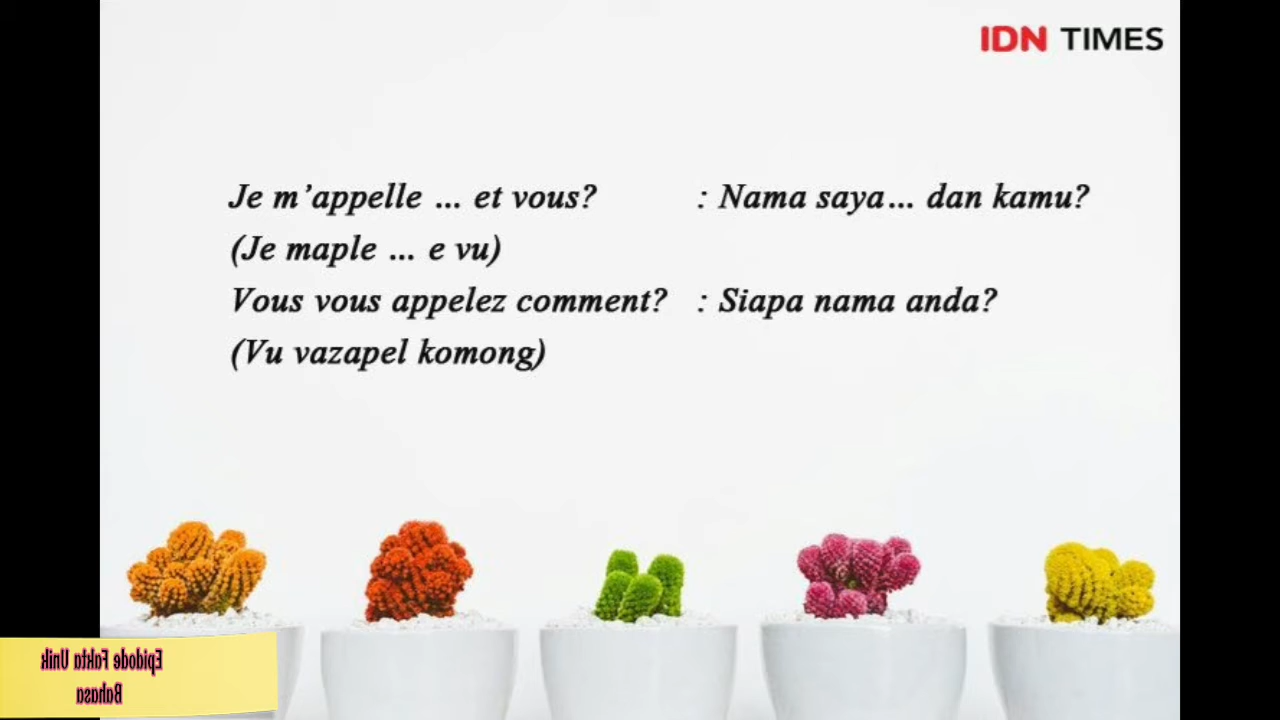 IDN TIMES
Je m’appelle ... et vous? : Nama saya... dan kamu?
(Je maple ... e vu)
Vous vous appelez comment? : Siapa nama anda?
(Vu vazapel komong)
Epidode Fakta Unik
Bahasa